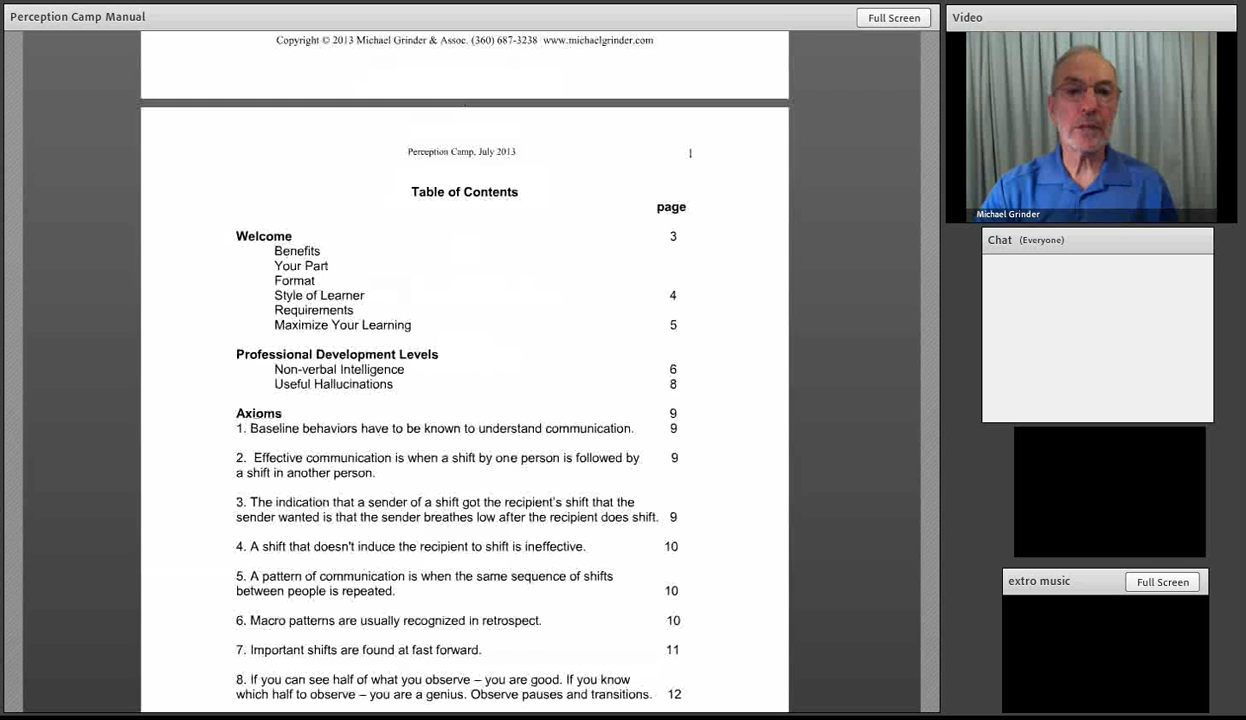 Perception Camp Manual
Full Screen
Copyright © 2013 Michael Grinder & Assoc. (360) 687-3238 www.michaelgrinder.com
Perception Camp, July 2013 1
Table of Contents
page
Welcome 3
Benefits
Your Part
Format
Style of Learner 4
Requirements
Maximize Your Learning 5
Professional Development Levels
Non-verbal Intelligence 6
Useful Hallucinations 8
Axioms 9
1. Baseline behaviors have to be known to understand communication. 9
2. Effective communication is when a shift by one person is followed by 9
a shift in another person.
3. The indication that a sender of a shift got the recipient's shift that the
sender wanted is that the sender breathes low after the recipient does shift. 9
4. A shift that doesn't induce the recipient to shift is ineffective. 10
5. A pattern of communication is when the same sequence of shifts
between people is repeated. 10
6. Macro patterns are usually recognized in retrospect. 10
7. Important shifts are found at fast forward. 11
8. If you can see half of what you observe – you are good. If you know
which half to observe – you are a genius. Observe pauses and transitions. 12
Video
Michael Grinder
Chat (Everyone)
extro music
Full Screen